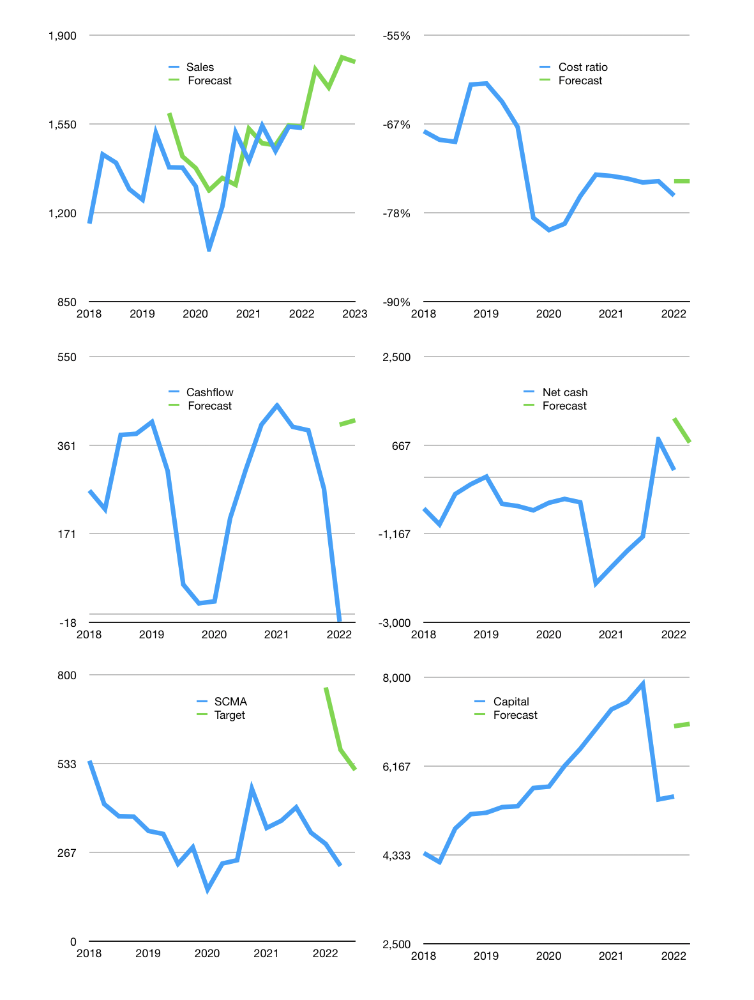 1,900
Sales
Forecast
1,550
1,200
850
2018 2019 2020 2021 2022 2023
-55%
Cost ratio
Forecast
-67%
-78%
-90%
2018 2019 2020 2021 2022
550
Cashflow
Forecast
361
171
-18
2018 2019 2020 2021 2022
2,500
Net cash
Forecast
667
-1,167
-3,000
2018 2019 2020 2021 2022
800
SCMA
Target
533
267
0
2018 2019 2020 2021 2022
8,000
Capital
Forecast
6,167
4,333
2,500
2018 2019 2020 2021 2022